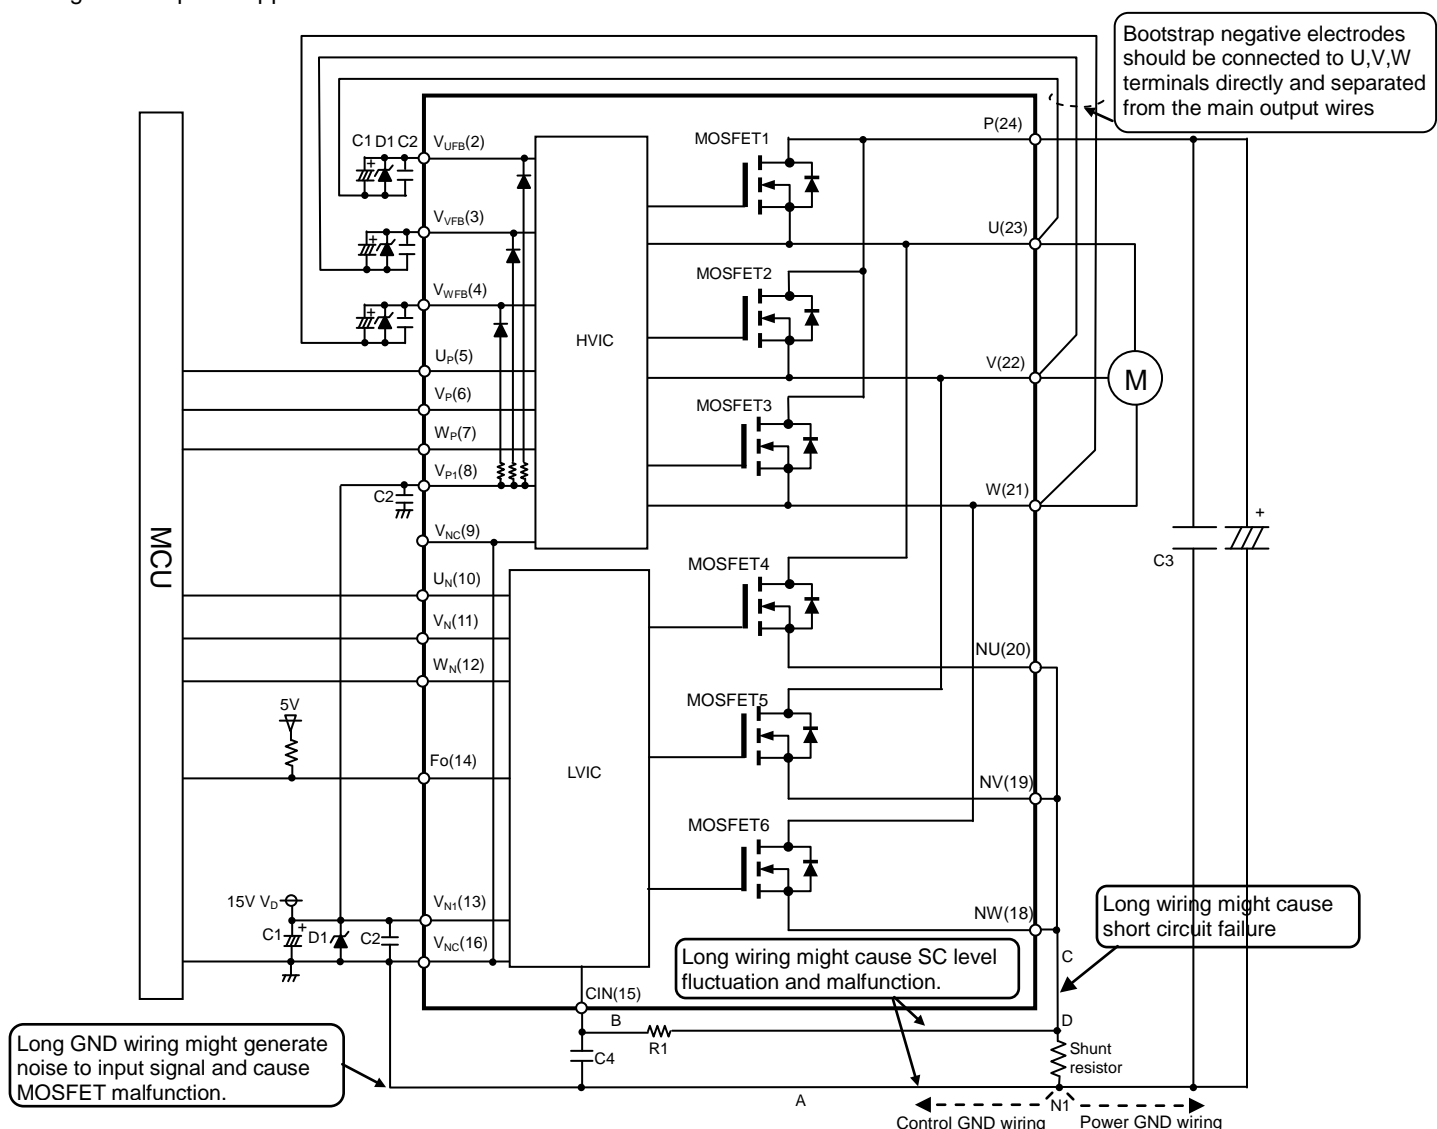 Bootstrap negative electrodes
should be connected to U,V,W
terminals directly and separated
from the main output wires
P(24)
MOSFET1
C1 D1 C2
VUFB(2)
VVFB(3)
U(23)
MOSFET2
VWFB(4)
HVIC
UP(5)
V(22)
M
VP(6)
MOSFET3
WP(7)
VP1(8)
C2
W(21)
+
MCU
VNC(9)
C3
MOSFET4
UN(10)
VN(11)
NU(20)
WN(12)
5V
MOSFET5
Fo(14)
LVIC
NV(19)
MOSFET6
15V VD
VN1(13)
NW(18)
Long wiring might cause
short circuit failure
C1
+
D1
C2
VNC(16)
Long wiring might cause SC level
fluctuation and malfunction.
C
CIN(15)
B
D
R1
C4
Shunt
resistor
Long GND wiring might generate
noise to input signal and cause
MOSFET malfunction.
A
N1
Control GND wiring
Power GND wiring